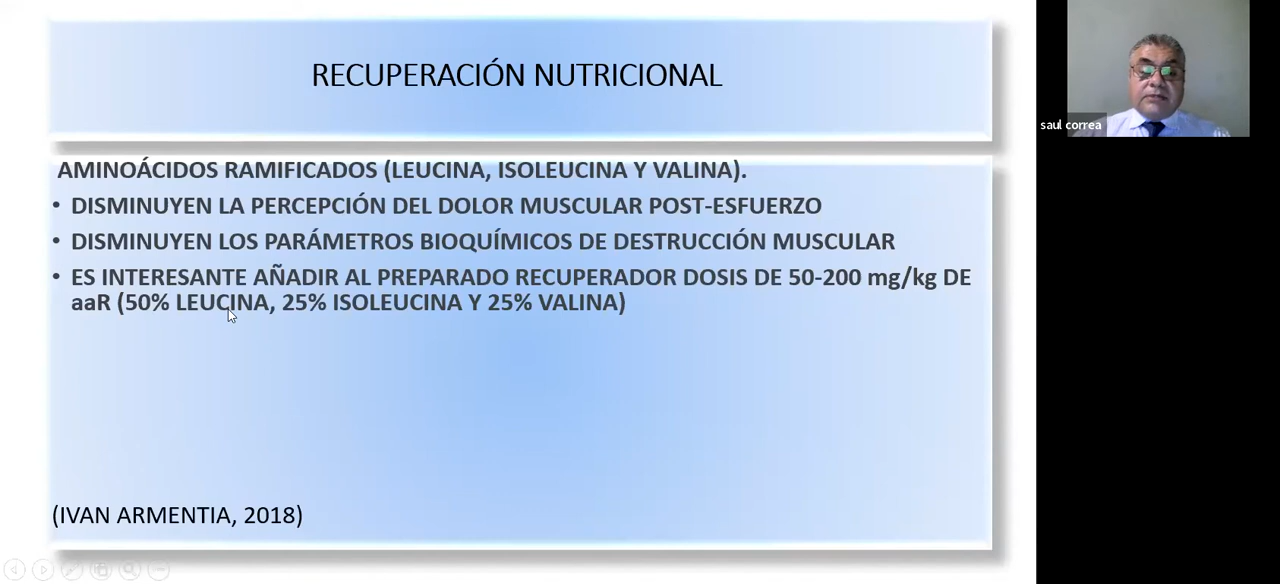 RECUPERACIÓN NUTRICIONAL
AMINOÁCIDOS RAMIFICADOS (LEUCINA, ISOLEUCINA Y VALINA).
• DISMINUYEN LA PERCEPCIÓN DEL DOLOR MUSCULAR POST-ESFUERZO
• DISMINUYEN LOS PARÁMETROS BIOQUÍMICOS DE DESTRUCCIÓN MUSCULAR
• ES INTERESANTE AÑADIR AL PREPARADO RECUPERADOR DOSIS DE 50-200 mg/kg DE
aaR (50% LEUCINA, 25% ISOLEUCINA Y 25% VALINA)
(IVAN ARMENTIA, 2018)
saul correa